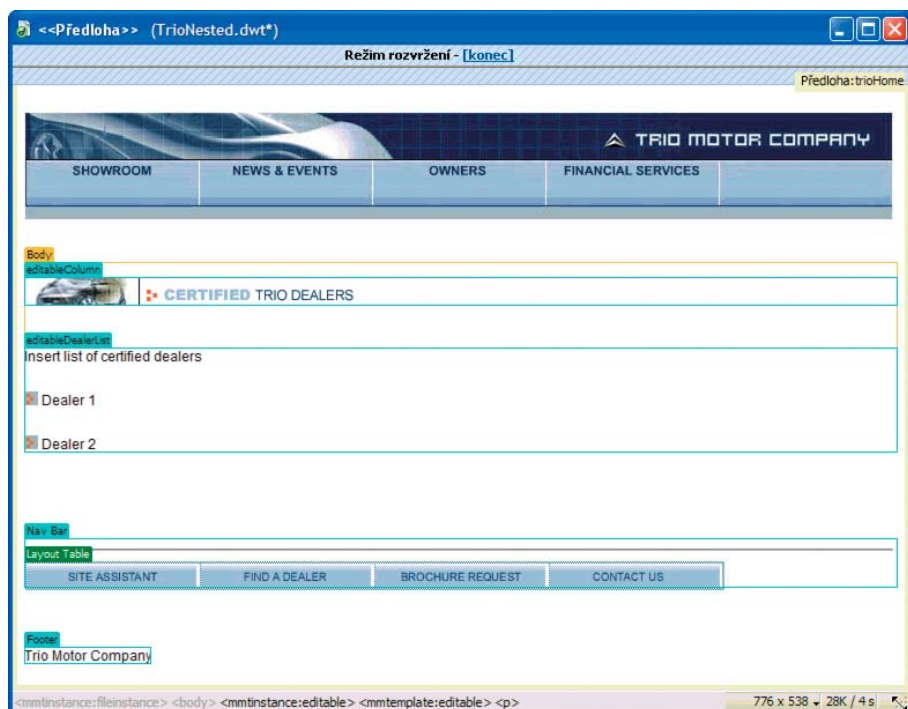 <<Předloha>> (TrioNested.dwt*)
Režim rozvržení - [konec]
Předloha:trioHome
TRIO MOTOR COMPANY
SHOWROOM NEWS & EVENTS OWNERS FINANCIAL SERVICES
Body
editableColumn
CERTIFIED TRIO DEALERS
editableDealerList
Insert list of certified dealers
Dealer 1
Dealer 2
Nav Bar
Layout Table
SITE ASSISTANT FIND A DEALER BROCHURE REQUEST CONTACT US
Footer
Trio Motor Company
<mmtinstance:fileinstance> <body> <mmtinstance:editable> <mmtemplate:editable> <p> 776 x 538 28K / 4 s